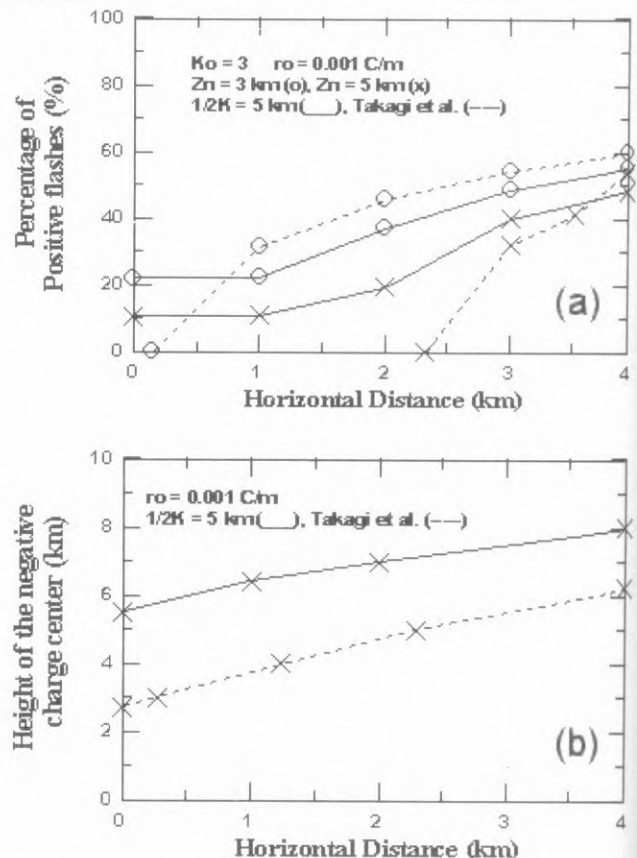 100
80
60
40
20
0
Percentage of
Positive flashes (%)
Ko = 3 ro = 0.001 C/m
Zn = 3 km (o), Zn = 5 km (x)
1/2K = 5 km (___), Takagi et al. (----)
(a)
0 1 2 3 4
Horizontal Distance (km)
10
8
6
4
2
0
Height of the negative
charge center (km)
ro = 0.001 C/m
1/2K = 5 km (___), Takagi et al. (----)
(b)
0 1 2 3 4
Horizontal Distance (km)